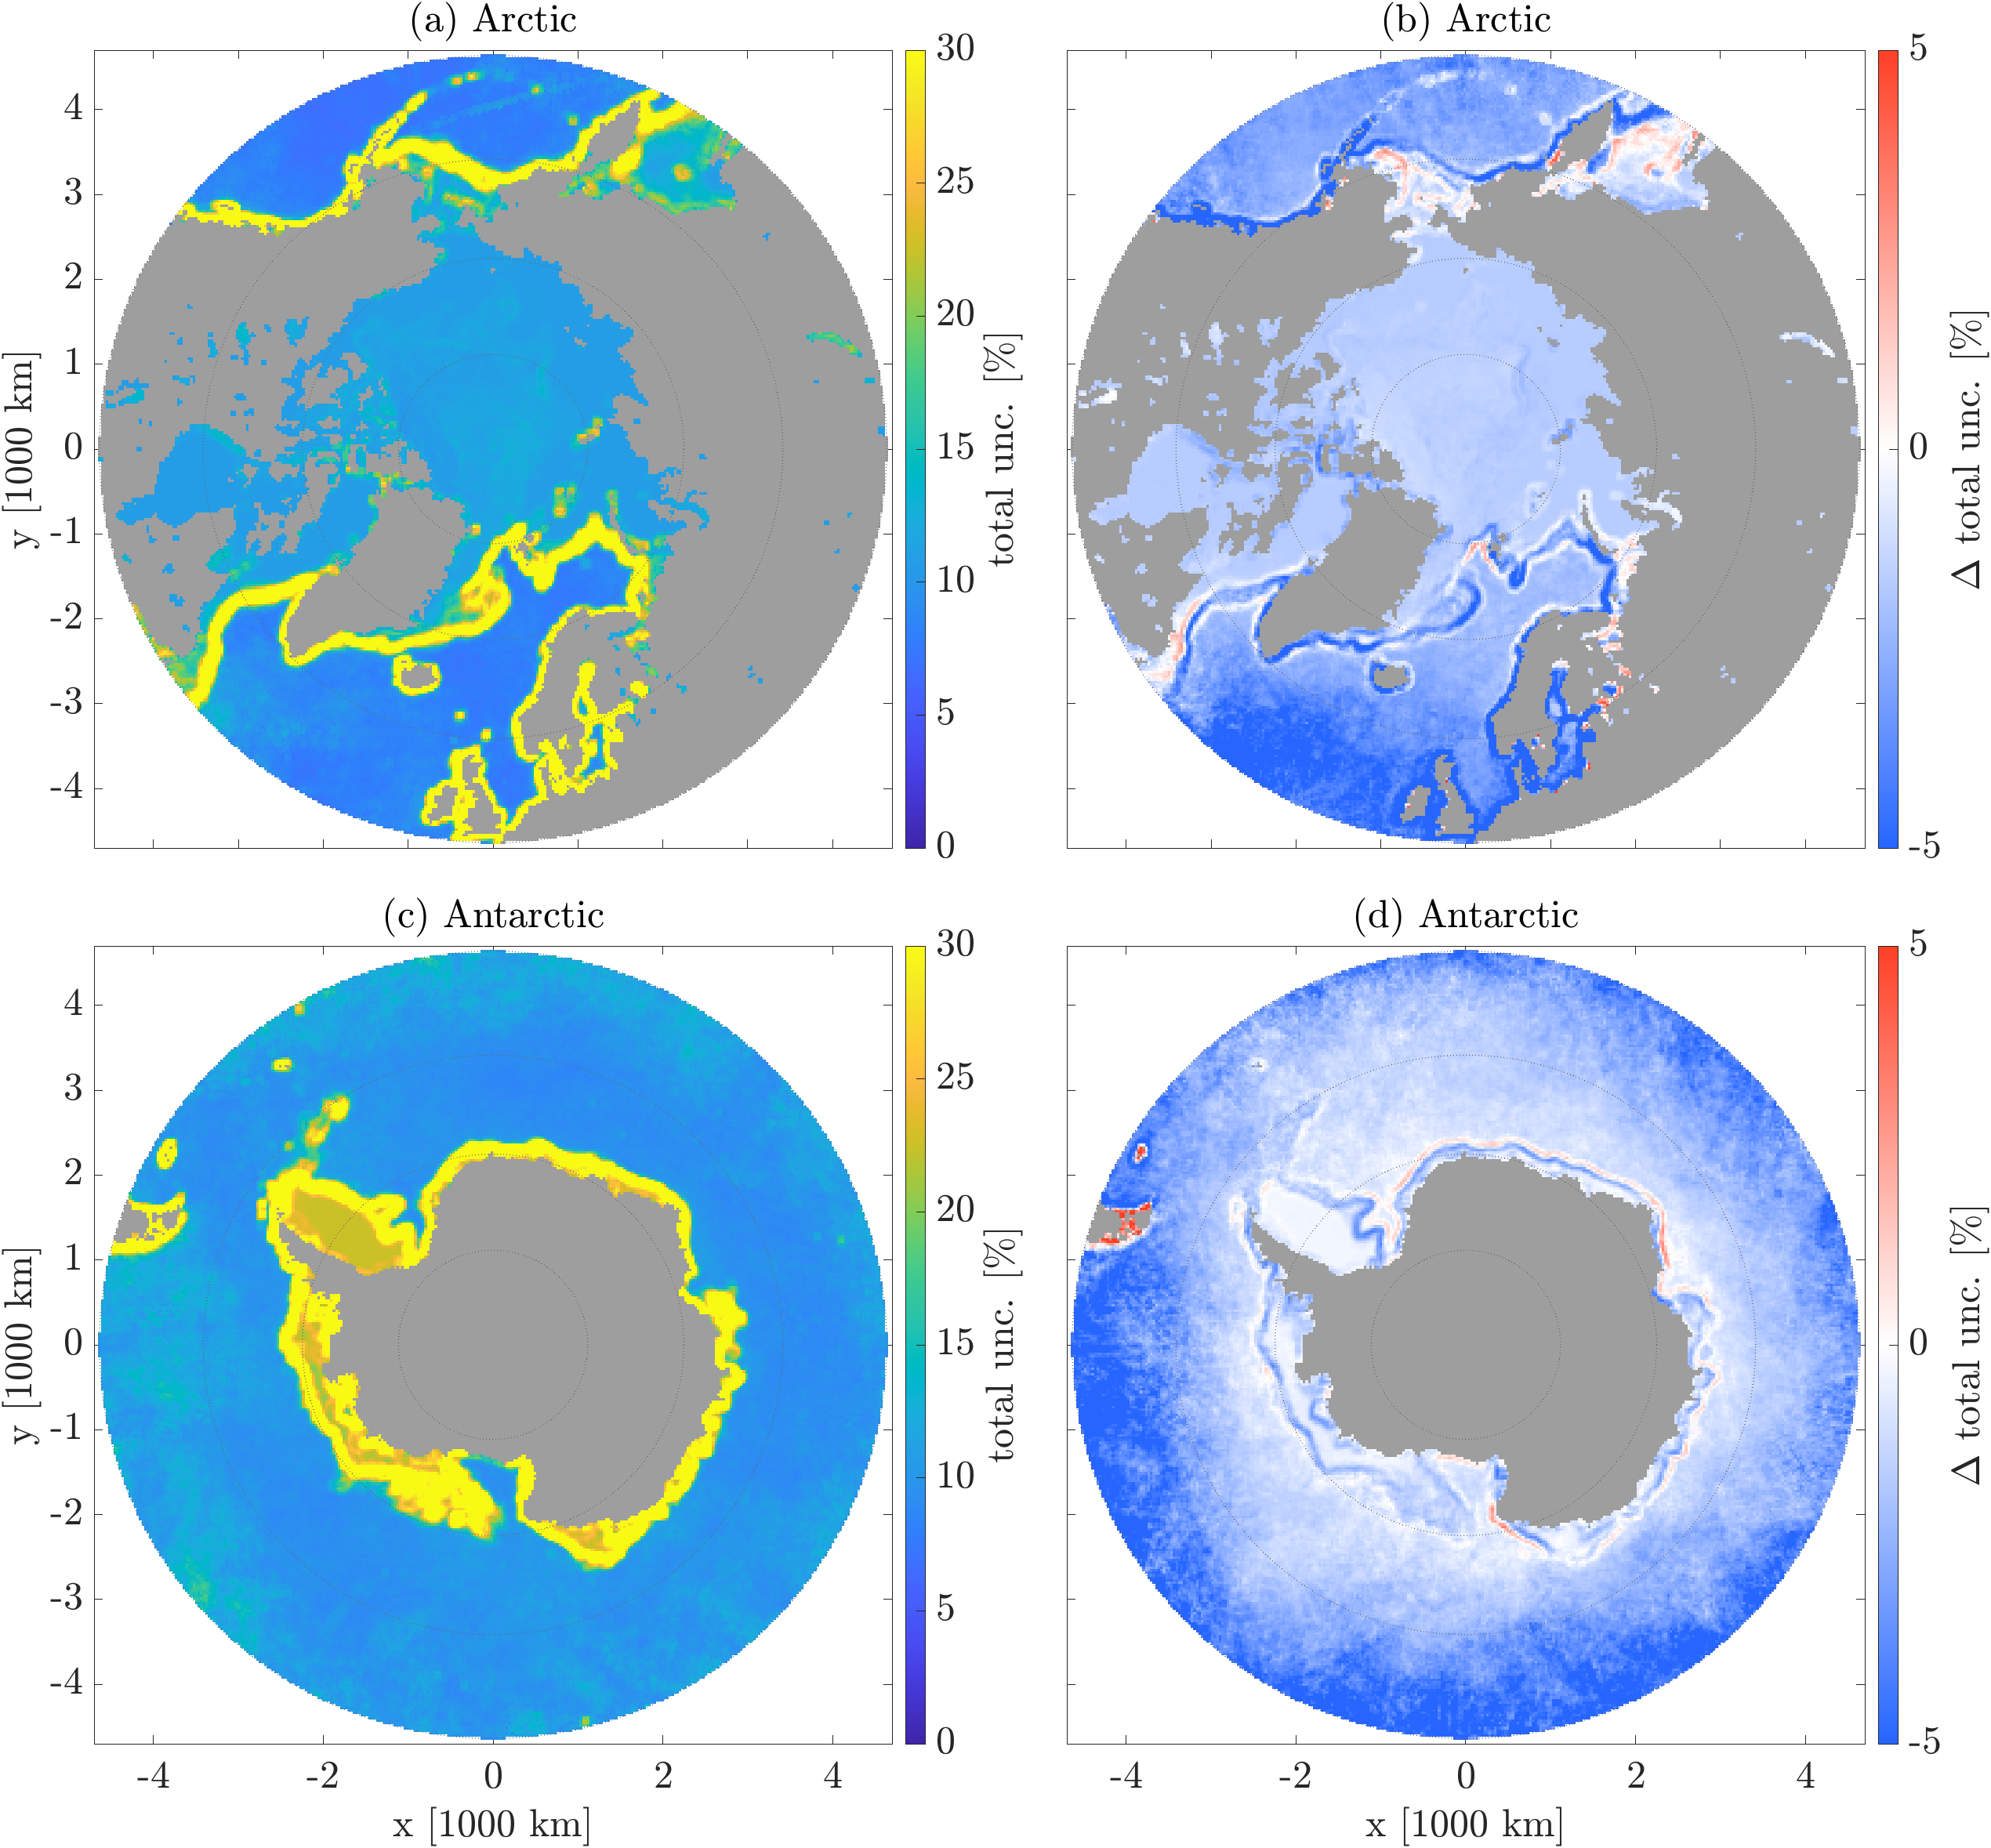 (a) Arctic
(b) Arctic
4
3
2
1
0
-1
-2
-3
-4
y [1000 km]
30
25
20
15
10
5
0
total unc. [%]
5
0
-5
Δ total unc. [%]
(c) Antarctic
(d) Antarctic
4
3
2
1
0
-1
-2
-3
-4
y [1000 km]
30
25
20
15
10
5
0
total unc. [%]
5
0
-5
Δ total unc. [%]
-4 -2 0 2 4
x [1000 km]
-4 -2 0 2 4
x [1000 km]